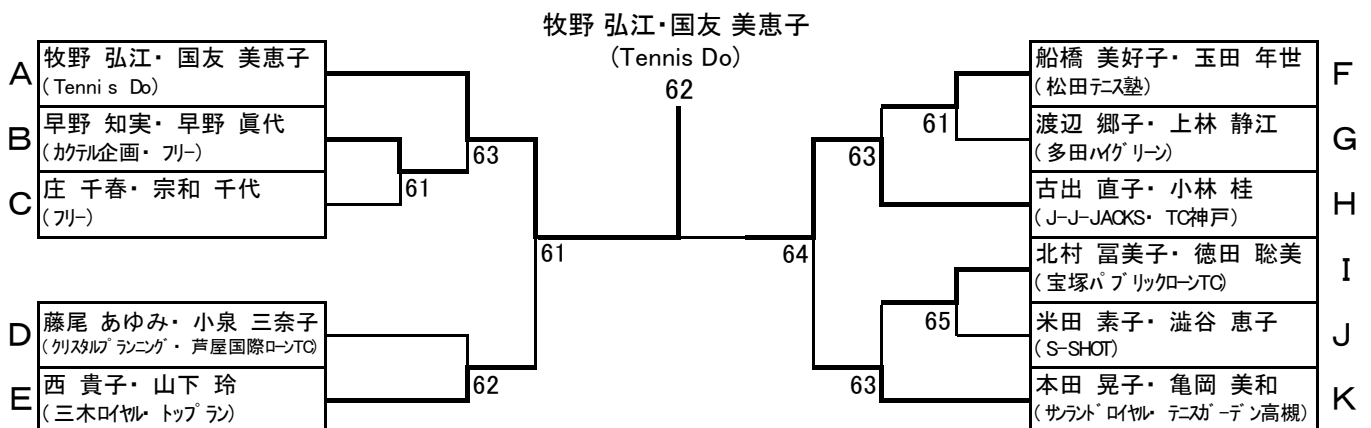 牧野 弘江・国友 美恵子
(Tennis Do)
62
A
牧野 弘江・ 国友 美恵子
(Tennis Do)
B
早野 知実・ 早野 眞代
(カクテル企画・ フリー)
C
庄 千春・ 宗和 千代
(フリー)
61
63
D
藤尾 あゆみ・ 小泉 三奈子
(クリスタルプランニング・ 芦屋国際ローンTC)
E
西 貴子・ 山下 玲
(三木ロイヤル・ トップラン)
62
61
船橋 美好子・ 玉田 年世
(松田テニス塾)
F
渡辺 郷子・ 上林 静江
(多田ハイグリーン)
G
古出 直子・ 小林 桂
(J-J-JACKS・ TC神戸)
H
61
63
北村 冨美子・ 徳田 聡美
(宝塚パブリックローンTC)
I
米田 素子・ 澁谷 恵子
(S-SHOT)
J
本田 晃子・ 亀岡 美和
(サンランドロイヤル・ テニスガーデン高槻)
K
65
63
64